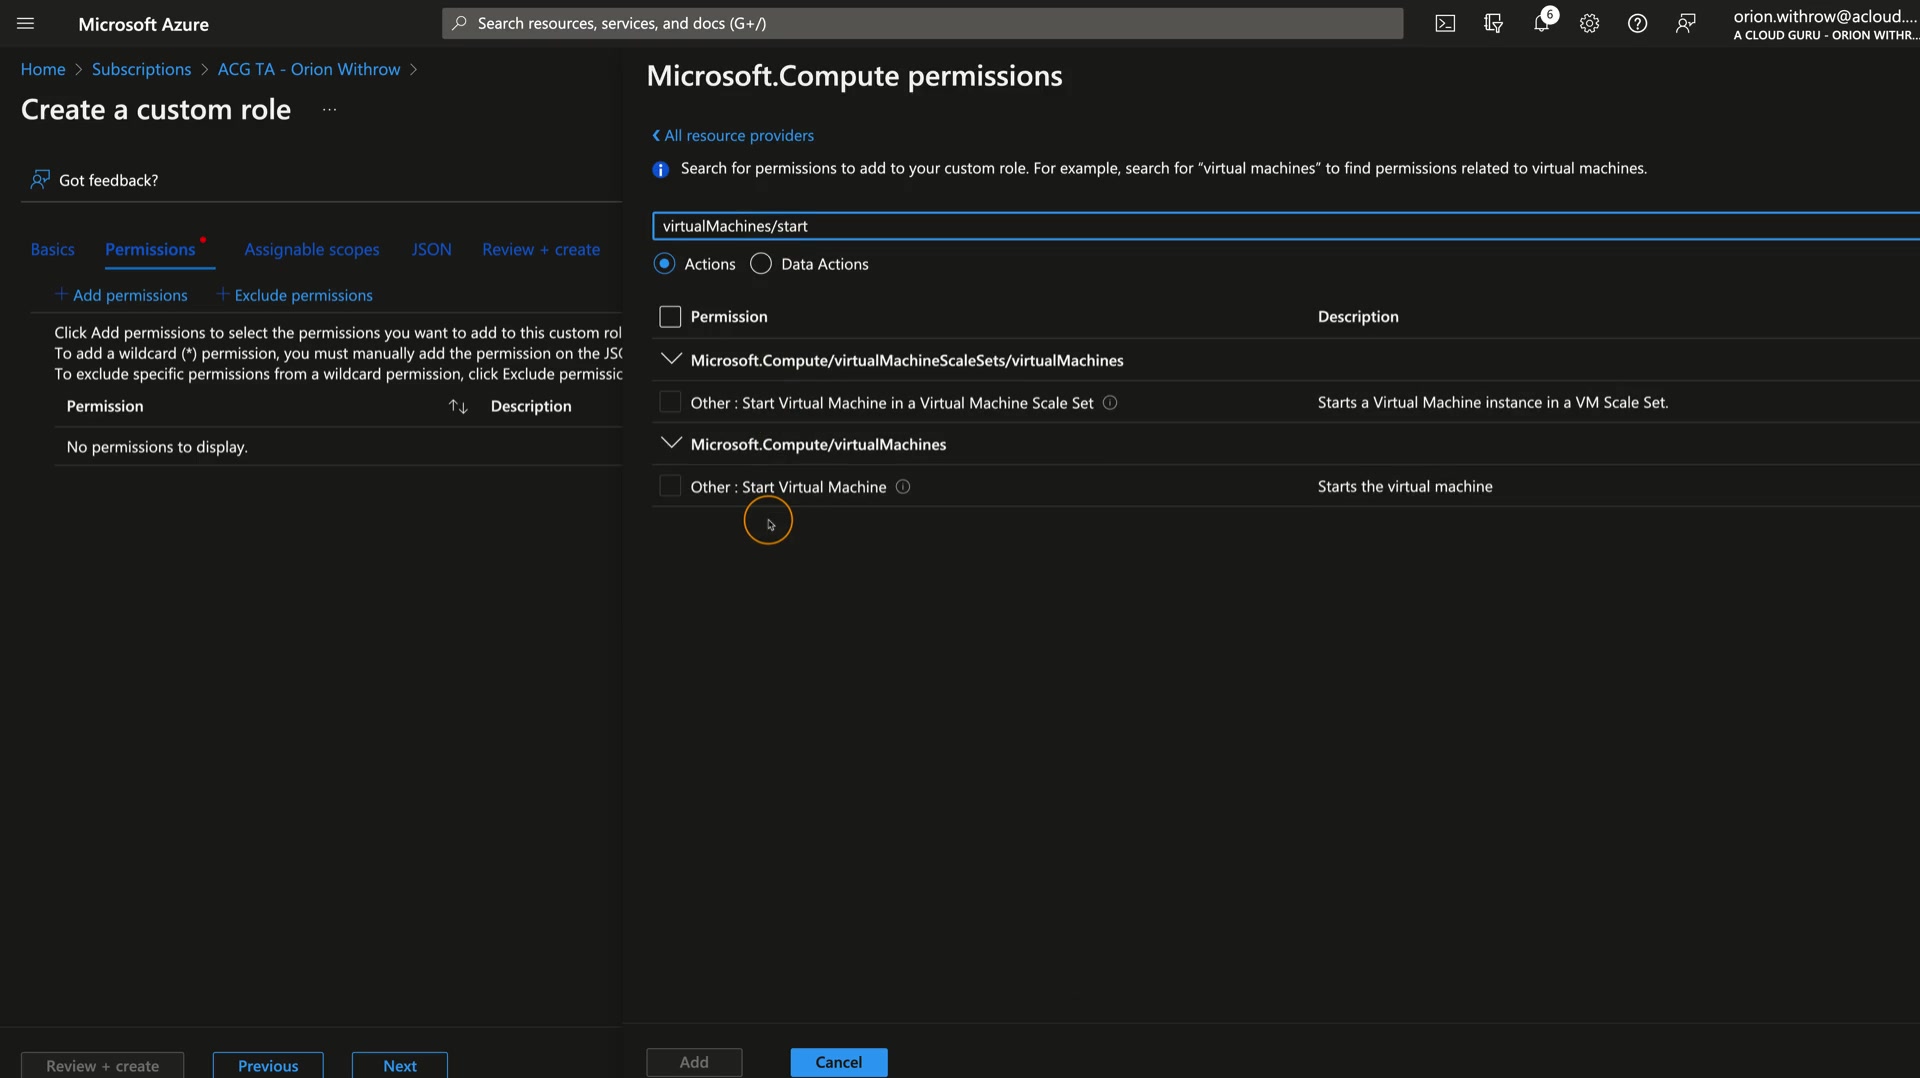 Microsoft Azure
Search resources, services, and docs (G+/)
6
orion.withrow@acloud....
A CLOUD GURU - ORION WITHR...
Home > Subscriptions > ACG TA - Orion Withrow >
Create a custom role ...
Got feedback?
Basics Permissions Assignable scopes JSON Review + create
+ Add permissions + Exclude permissions
Click Add permissions to select the permissions you want to add to this custom rol
To add a wildcard (*) permission, you must manually add the permission on the JSO
To exclude specific permissions from a wildcard permission, click Exclude permissio
Permission Description
No permissions to display.
Review + create Previous Next
Microsoft.Compute permissions
< All resource providers
Search for permissions to add to your custom role. For example, search for “virtual machines” to find permissions related to virtual machines.
virtualMachines/start
Actions Data Actions
Permission Description
Microsoft.Compute/virtualMachineScaleSets/virtualMachines
Other : Start Virtual Machine in a Virtual Machine Scale Set Starts a Virtual Machine instance in a VM Scale Set.
Microsoft.Compute/virtualMachines
Other : Start Virtual Machine Starts the virtual machine
Add Cancel